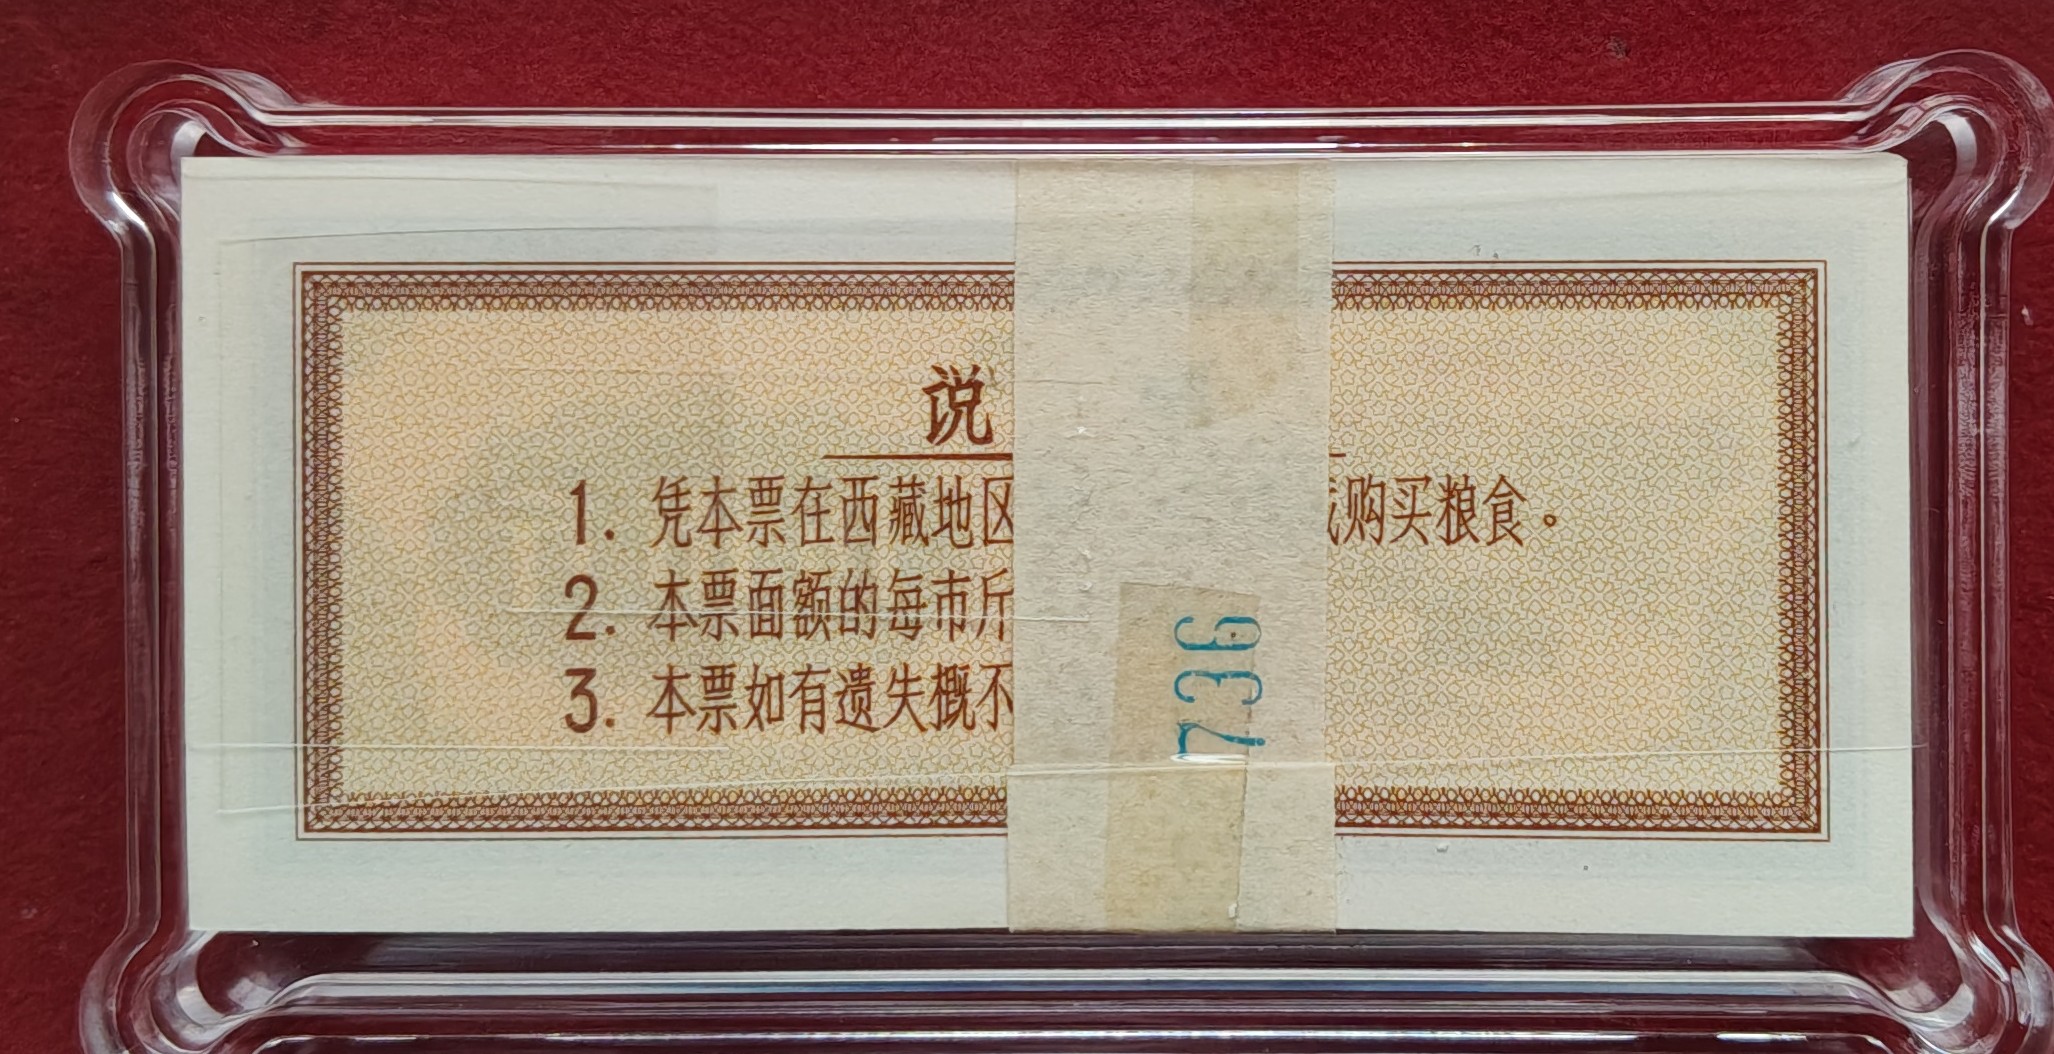 说
1. 凭本票在西藏地区 购买粮食。
2. 本票面额的每市斤
3. 本票如有遗失概不
736